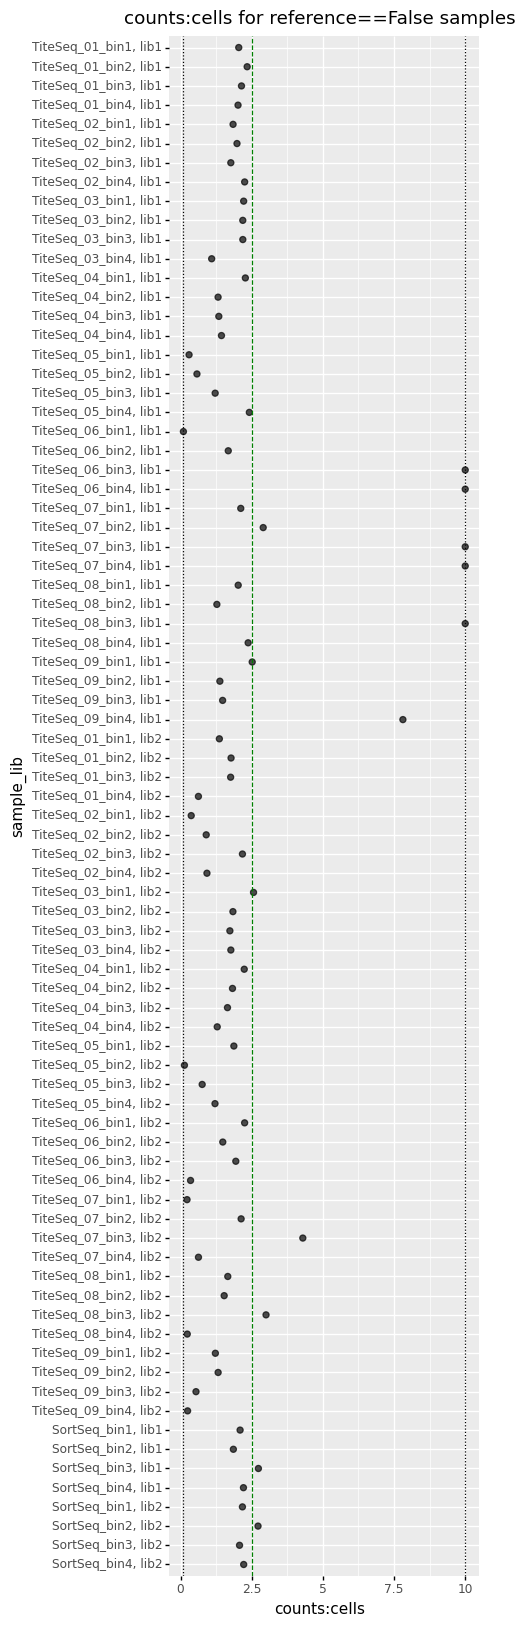 counts:cells for reference==False samples
TiteSeq_01_bin1, lib1
TiteSeq_01_bin2, lib1
TiteSeq_01_bin3, lib1
TiteSeq_01_bin4, lib1
TiteSeq_02_bin1, lib1
TiteSeq_02_bin2, lib1
TiteSeq_02_bin3, lib1
TiteSeq_02_bin4, lib1
TiteSeq_03_bin1, lib1
TiteSeq_03_bin2, lib1
TiteSeq_03_bin3, lib1
TiteSeq_03_bin4, lib1
TiteSeq_04_bin1, lib1
TiteSeq_04_bin2, lib1
TiteSeq_04_bin3, lib1
TiteSeq_04_bin4, lib1
TiteSeq_05_bin1, lib1
TiteSeq_05_bin2, lib1
TiteSeq_05_bin3, lib1
TiteSeq_05_bin4, lib1
TiteSeq_06_bin1, lib1
TiteSeq_06_bin2, lib1
TiteSeq_06_bin3, lib1
TiteSeq_06_bin4, lib1
TiteSeq_07_bin1, lib1
TiteSeq_07_bin2, lib1
TiteSeq_07_bin3, lib1
TiteSeq_07_bin4, lib1
TiteSeq_08_bin1, lib1
TiteSeq_08_bin2, lib1
TiteSeq_08_bin3, lib1
TiteSeq_08_bin4, lib1
TiteSeq_09_bin1, lib1
TiteSeq_09_bin2, lib1
TiteSeq_09_bin3, lib1
TiteSeq_09_bin4, lib1
TiteSeq_01_bin1, lib2
TiteSeq_01_bin2, lib2
TiteSeq_01_bin3, lib2
TiteSeq_01_bin4, lib2
TiteSeq_02_bin1, lib2
TiteSeq_02_bin2, lib2
TiteSeq_02_bin3, lib2
TiteSeq_02_bin4, lib2
TiteSeq_03_bin1, lib2
TiteSeq_03_bin2, lib2
TiteSeq_03_bin3, lib2
TiteSeq_03_bin4, lib2
TiteSeq_04_bin1, lib2
TiteSeq_04_bin2, lib2
TiteSeq_04_bin3, lib2
TiteSeq_04_bin4, lib2
TiteSeq_05_bin1, lib2
TiteSeq_05_bin2, lib2
TiteSeq_05_bin3, lib2
TiteSeq_05_bin4, lib2
TiteSeq_06_bin1, lib2
TiteSeq_06_bin2, lib2
TiteSeq_06_bin3, lib2
TiteSeq_06_bin4, lib2
TiteSeq_07_bin1, lib2
TiteSeq_07_bin2, lib2
TiteSeq_07_bin3, lib2
TiteSeq_07_bin4, lib2
TiteSeq_08_bin1, lib2
TiteSeq_08_bin2, lib2
TiteSeq_08_bin3, lib2
TiteSeq_08_bin4, lib2
TiteSeq_09_bin1, lib2
TiteSeq_09_bin2, lib2
TiteSeq_09_bin3, lib2
TiteSeq_09_bin4, lib2
SortSeq_bin1, lib1
SortSeq_bin2, lib1
SortSeq_bin3, lib1
SortSeq_bin4, lib1
SortSeq_bin1, lib2
SortSeq_bin2, lib2
SortSeq_bin3, lib2
SortSeq_bin4, lib2
sample_lib
0 2.5 5 7.5 10
counts:cells